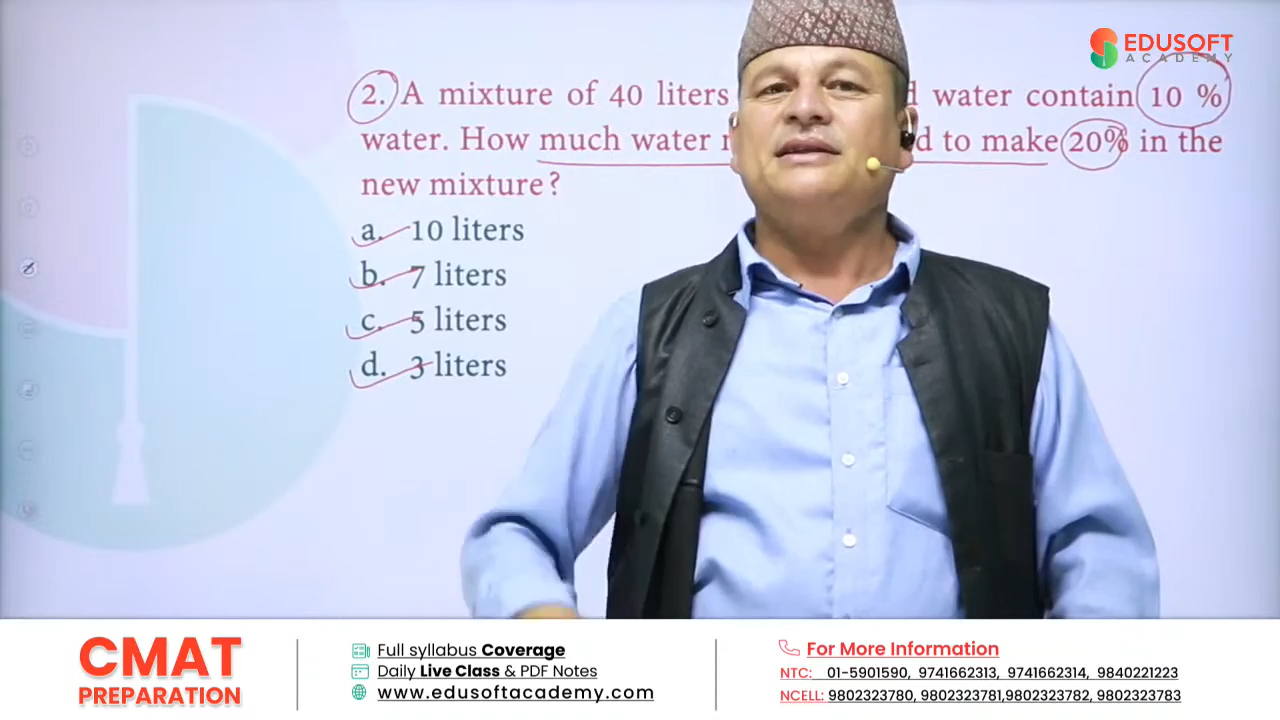 EDUSOFT
ACADEMY
2. A mixture of 40 liters water contain 10 %
water. How much water to make 20% in the
new mixture?
a. 10 liters
b. 7 liters
c. 5 liters
d. 3 liters
CMAT
PREPARATION
Full syllabus Coverage
Daily Live Class & PDF Notes
www.edusoftacademy.com
For More Information
NTC: 01-5901590, 9741662313, 9741662314, 9840221223
NCELL: 9802323780, 9802323781,9802323782, 9802323783